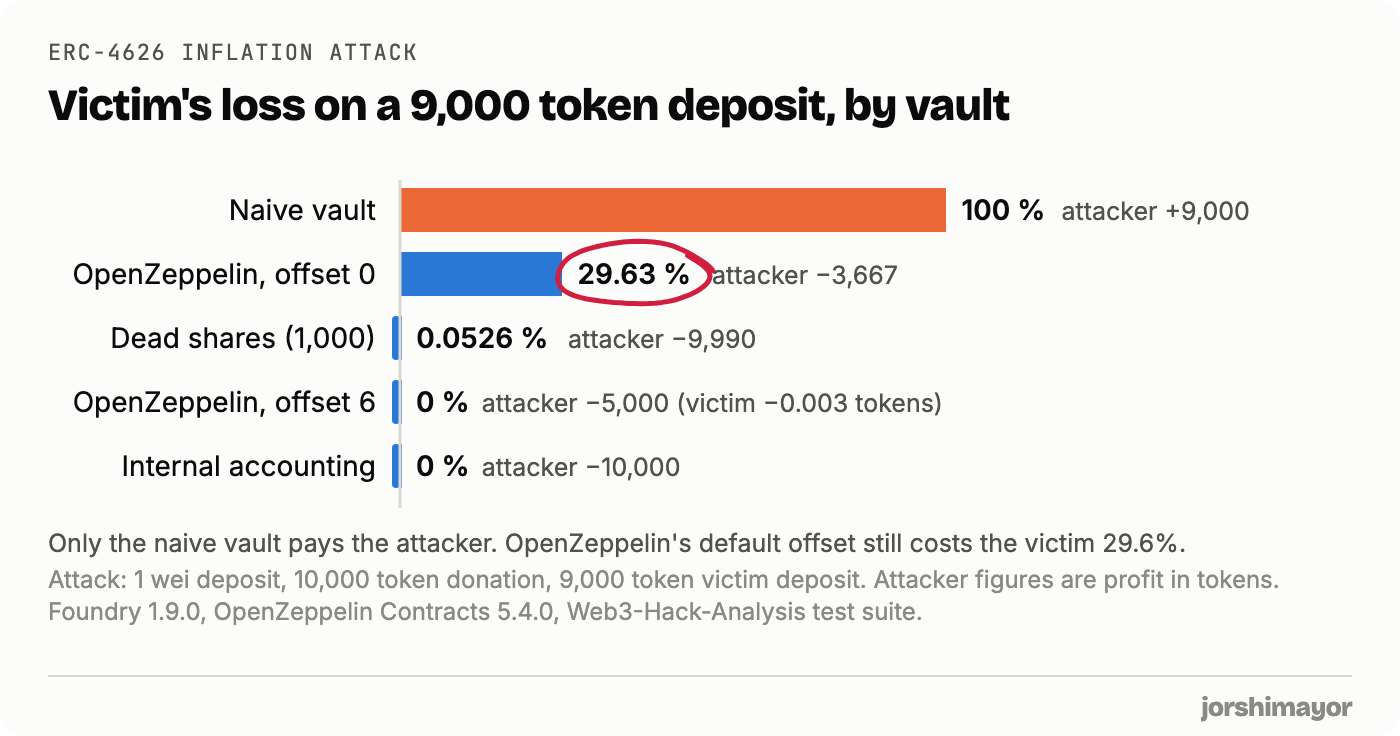 ERC-4626 INFLATION ATTACK
Victim's loss on a 9,000 token deposit, by vault
Naive vault 100 % attacker +9,000
OpenZeppelin, offset 0 29.63 % attacker −3,667
Dead shares (1,000) 0.0526 % attacker −9,990
OpenZeppelin, offset 6 0 % attacker −5,000 (victim −0.003 tokens)
Internal accounting 0 % attacker −10,000
Only the naive vault pays the attacker. OpenZeppelin's default offset still costs the victim 29.6%.
Attack: 1 wei deposit, 10,000 token donation, 9,000 token victim deposit. Attacker figures are profit in tokens.
Foundry 1.9.0, OpenZeppelin Contracts 5.4.0, Web3-Hack-Analysis test suite.
jorshimayor